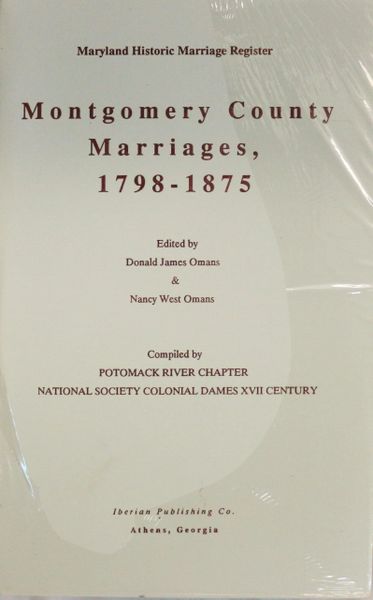 Maryland Historic Marriage Register
Montgomery County
Marriages,
1798-1875
Edited by
Donald James Omans
&
Nancy West Omans
Compiled by
POTOMACK RIVER CHAPTER
NATIONAL SOCIETY COLONIAL DAMES XVII CENTURY
Iberian Publishing Co.
Athens, Georgia